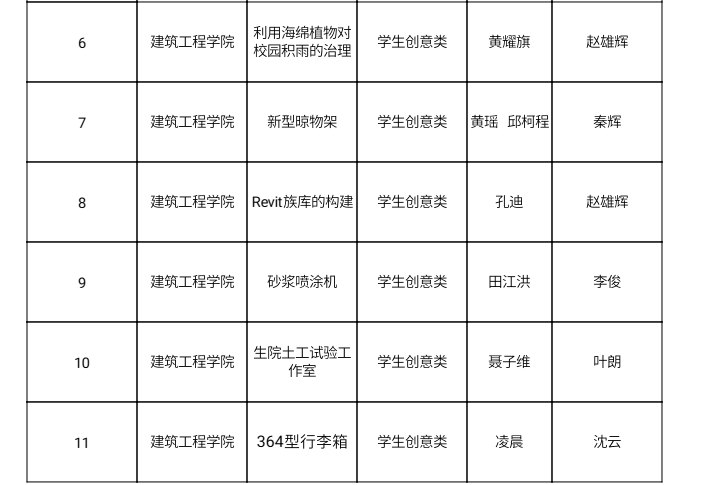 6 建筑工程学院 利用海绵植物对 学生创意类 黄耀旗 赵雄辉
校园积雨的治理
7 建筑工程学院 新型晾物架 学生创意类 黄瑶 邱柯程 秦辉
8 建筑工程学院 Revit族库的构建 学生创意类 孔迪 赵雄辉
9 建筑工程学院 砂浆喷涂机 学生创意类 田江洪 李俊
10 建筑工程学院 生院土工试验工 学生创意类 聂子维 叶朗
作室
11 建筑工程学院 364型行李箱 学生创意类 凌晨 沈云